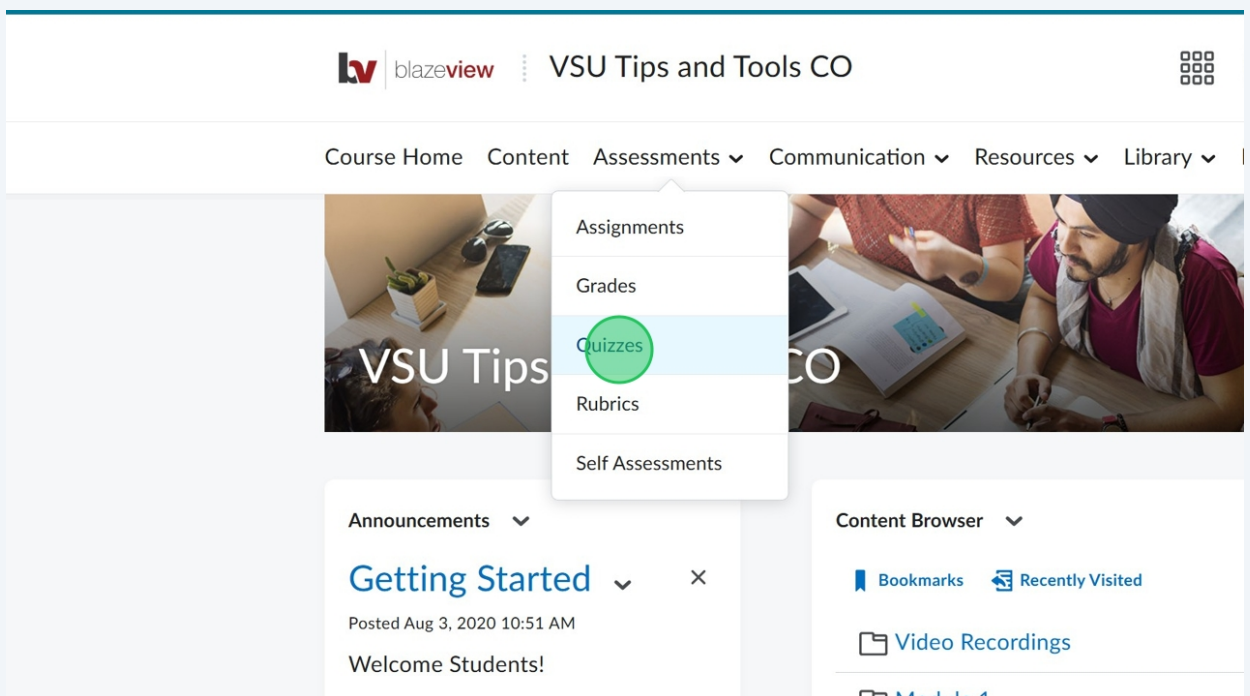 bv blazeview VSU Tips and Tools CO
Course Home Content Assessments Communication Resources Library
Assignments
Grades
Quizzes
Rubrics
Self Assessments
VSU Tips CO
Announcements
Getting Started
Posted Aug 3, 2020 10:51 AM
Welcome Students!
Content Browser
Bookmarks Recently Visited
Video Recordings